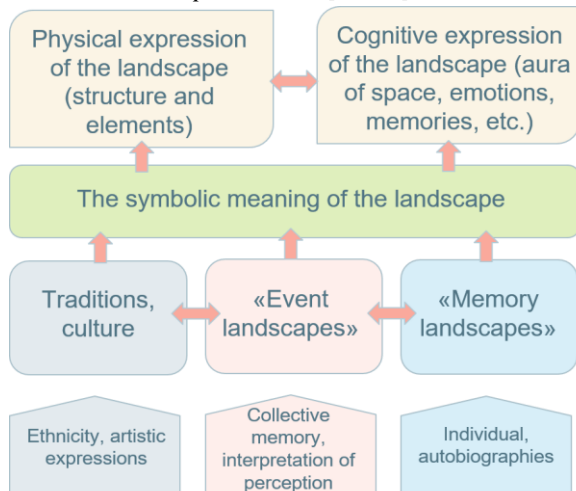 Physical expression
of the landscape
(structure and
elements)
Cognitive expression
of the landscape (aura
of space, emotions,
memories, etc.)
The symbolic meaning of the landscape
Traditions,
culture
«Event
landscapes»
«Memory
landscapes»
Ethnicity, artistic
expressions
Collective
memory,
interpretation of
perception
Individual,
autobiographies